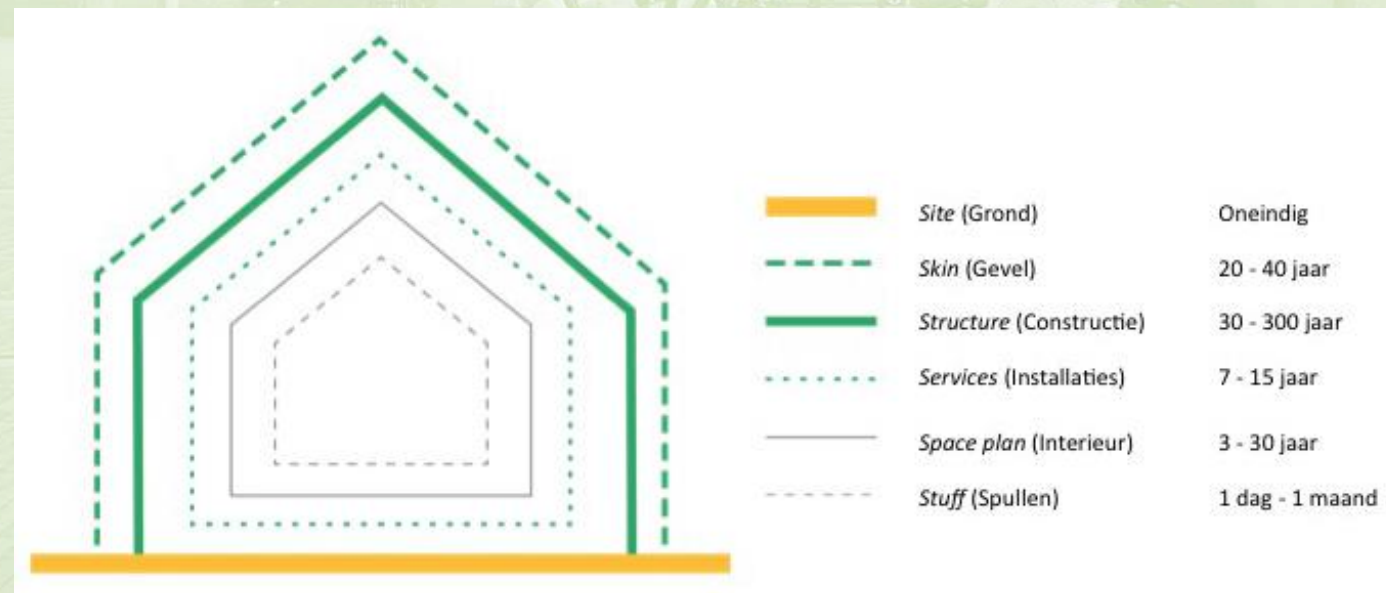 Site (Grond) Oneindig
Skin (Gevel) 20 - 40 jaar
Structure (Constructie) 30 - 300 jaar
Services (Installaties) 7 - 15 jaar
Space plan (Interieur) 3 - 30 jaar
Stuff (Spullen) 1 dag - 1 maand